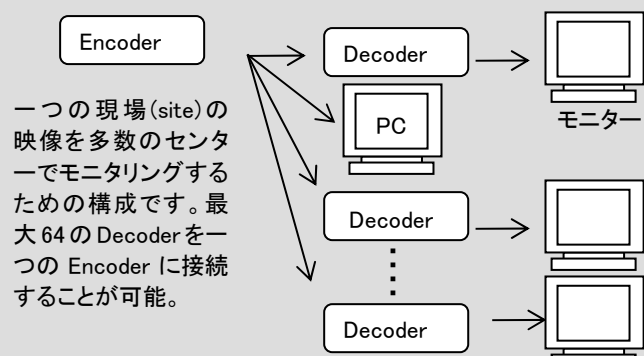 Encoder
Decoder
モニター
PC
一つの現場(site)の
映像を多数のセンタ
ーでモニタリングする
ための構成です。最
大64のDecoderを一
つの Encoder に接続
することが可能。
Decoder
Decoder